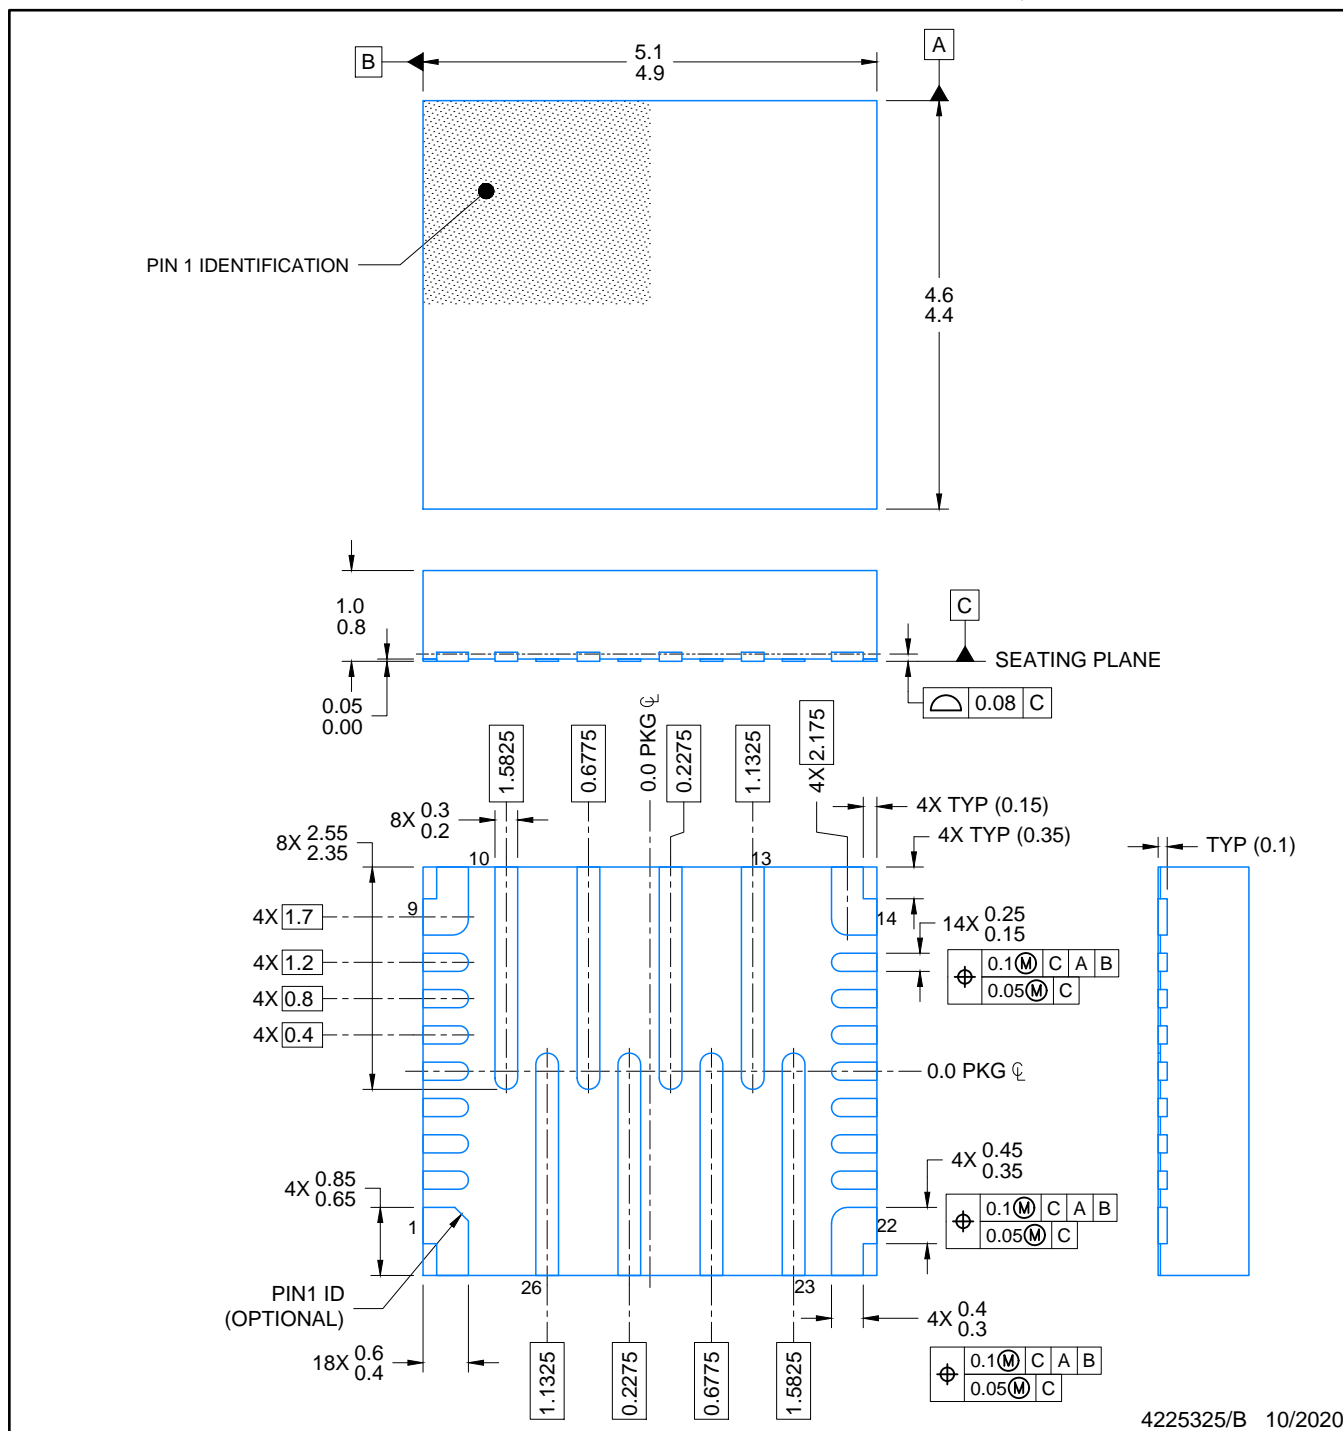 B
5.1
4.9
A
PIN 1 IDENTIFICATION
4.6
4.4
1.0
0.8
C
SEATING PLANE
0.05
0.00
0.08 C
1.5825
0.6775
0.0 PKG ℄
0.2275
1.1325
4X 2.175
8X 0.3
0.2
4X TYP (0.15)
8X 2.55
2.35
4X TYP (0.35)
TYP (0.1)
10
13
9
14
4X 1.7
14X 0.25
0.15
4X 1.2
⌖ 0.1Ⓜ C A B
0.05Ⓜ C
4X 0.8
4X 0.4
0.0 PKG ℄
4X 0.85
0.65
4X 0.45
0.35
⌖ 0.1Ⓜ C A B
0.05Ⓜ C
1
22
26
23
PIN1 ID
(OPTIONAL)
18X 0.6
0.4
4X 0.4
0.3
⌖ 0.1Ⓜ C A B
0.05Ⓜ C
1.1325
0.2275
0.6775
1.5825
4225325/B 10/2020